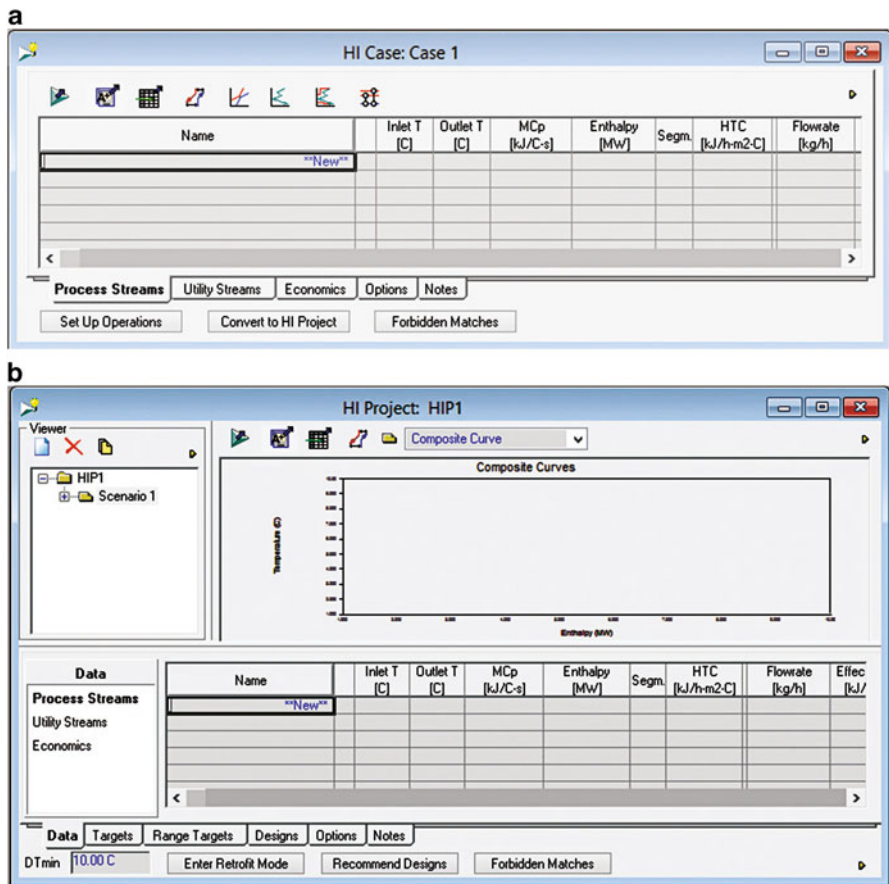 a
HI Case: Case 1
Name
Inlet T [C]
Outlet T [C]
MCp [kJ/C-s]
Enthalpy [MW]
Segm.
HTC [kJ/h-m2-C]
Flowrate [kg/h]
**New**
Process Streams
Utility Streams
Economics
Options
Notes
Set Up Operations
Convert to HI Project
Forbidden Matches
b
HI Project: HIP1
Viewer
HIP1
Scenario 1
Composite Curve
Composite Curves
Temperature (C)
Enthalpy (MW)
Data
Process Streams
Utility Streams
Economics
Name
Inlet T [C]
Outlet T [C]
MCp [kJ/C-s]
Enthalpy [MW]
Segm.
HTC [kJ/h-m2-C]
Flowrate [kg/h]
Effec [kJ/
**New**
Data
Targets
Range Targets
Designs
Options
Notes
DTmin 10.00 C
Enter Retrofit Mode
Recommend Designs
Forbidden Matches